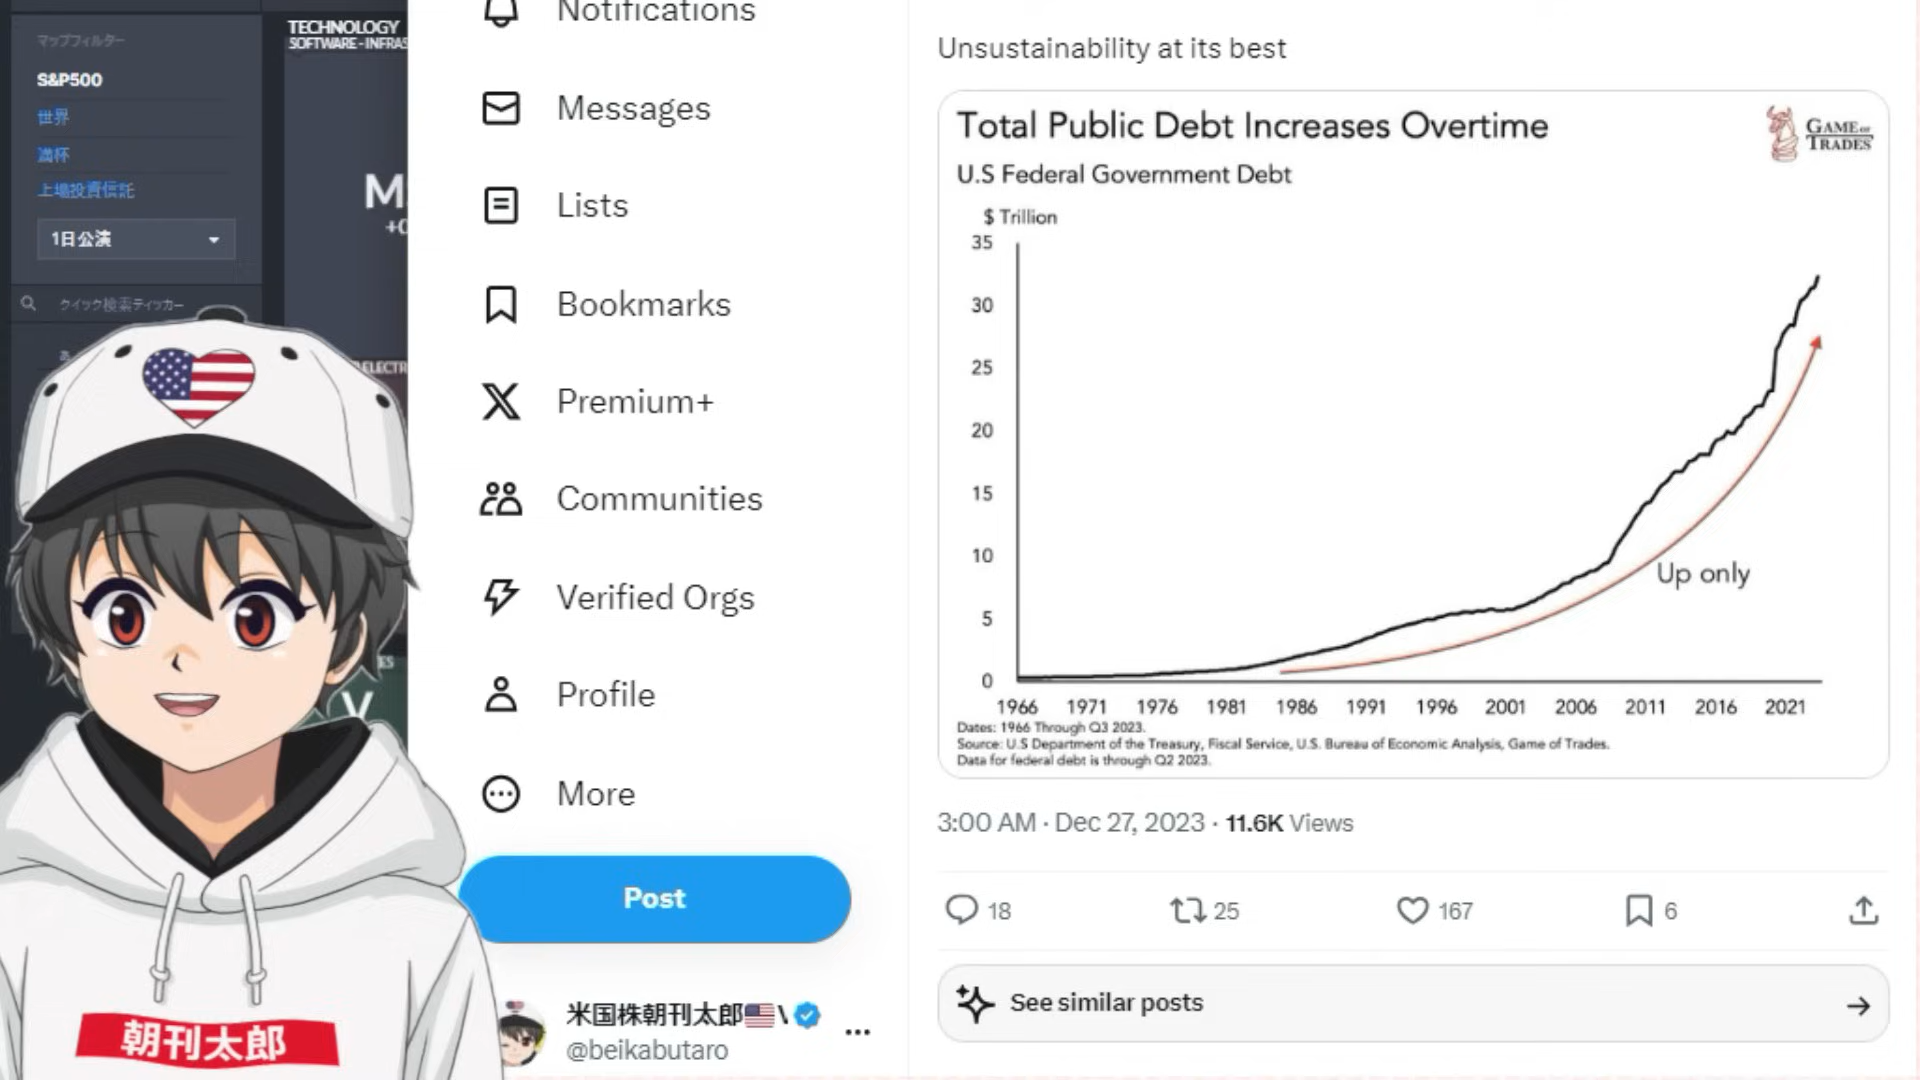 マップフィルター
S&P500
世界
満杯
上場投資信託
1日公演
クイック検索ティッカー
TECHNOLOGY
SOFTWARE - INFRAS
Notifications
Messages
Lists
Bookmarks
Premium+
Communities
Verified Orgs
Profile
More
Post
米国株朝刊太郎
@beikabutaro
朝刊太郎
Unsustainability at its best
Total Public Debt Increases Overtime
GAME OF
TRADES
U.S Federal Government Debt
$ Trillion
35
30
25
20
15
10
5
0
Up only
1966 1971 1976 1981 1986 1991 1996 2001 2006 2011 2016 2021
Dates: 1966 Through Q3 2023.
Source: U.S Department of the Treasury, Fiscal Service, U.S. Bureau of Economic Analysis, Game of Trades.
Data for federal debt is through Q2 2023.
3:00 AM · Dec 27, 2023 · 11.6K Views
18 25 167 6
See similar posts